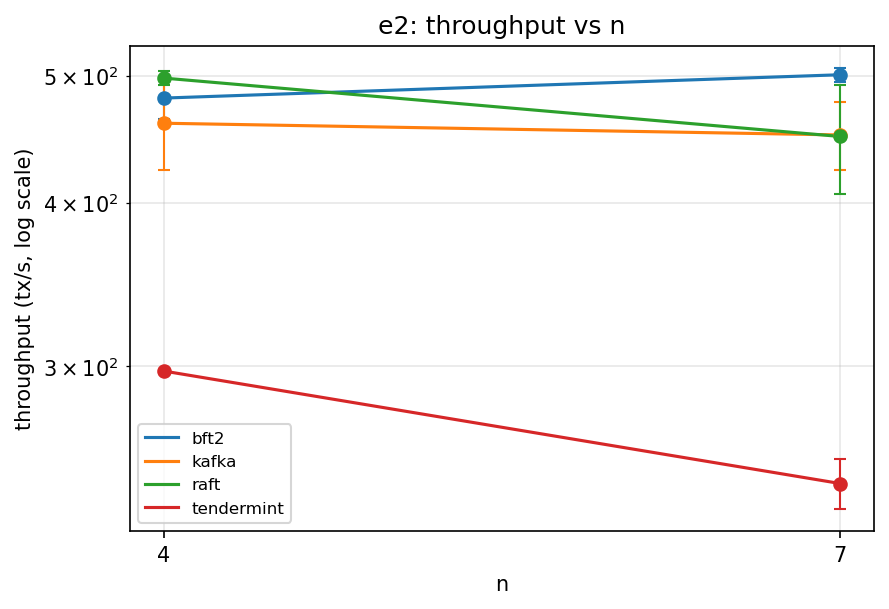 e2: throughput vs n
throughput (tx/s, log scale)
5 × 10²
4 × 10²
3 × 10²
bft2
kafka
raft
tendermint
4
7
n